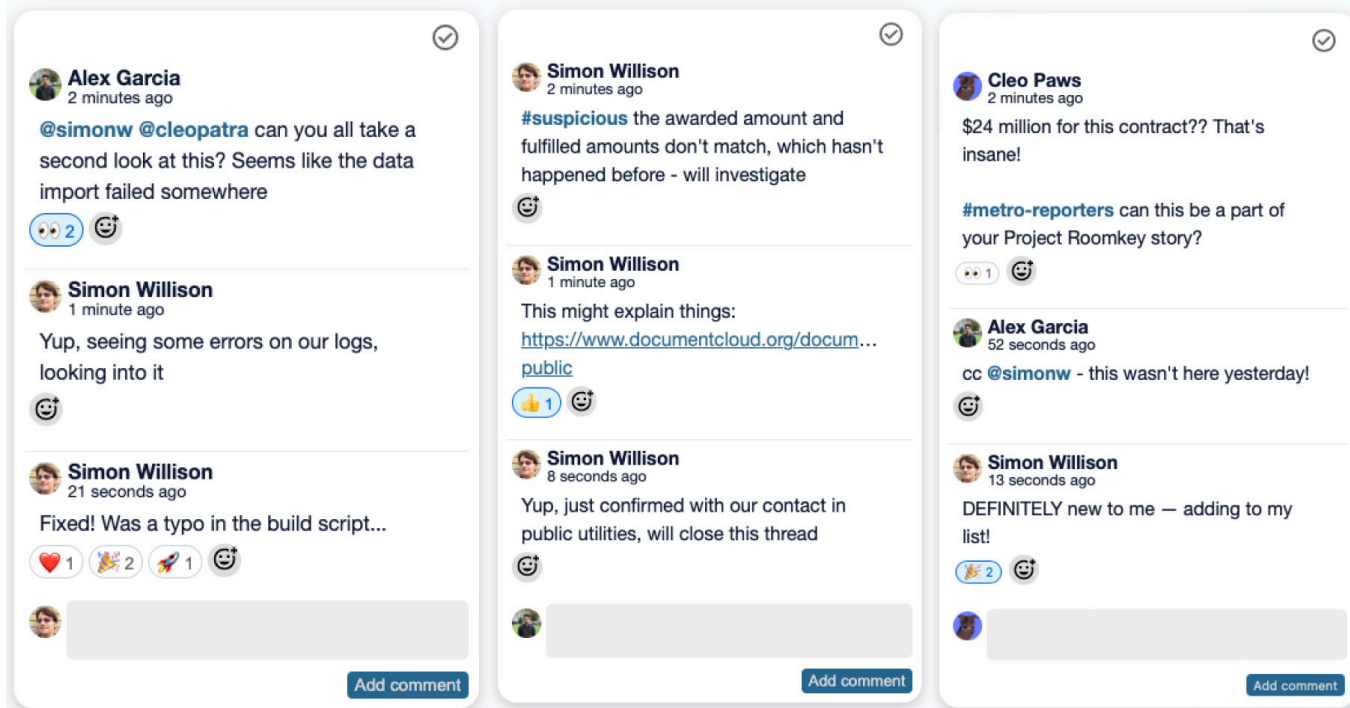 Alex Garcia
2 minutes ago
@simonw @cleopatra can you all take a
second look at this? Seems like the data
import failed somewhere
👀 2
Simon Willison
1 minute ago
Yup, seeing some errors on our logs,
looking into it
Simon Willison
21 seconds ago
Fixed! Was a typo in the build script...
❤️ 1 🎉 2 🚀 1
Add comment
Simon Willison
2 minutes ago
#suspicious the awarded amount and
fulfilled amounts don't match, which hasn't
happened before - will investigate
Simon Willison
1 minute ago
This might explain things:
https://www.documentcloud.org/docum...
public
👍 1
Simon Willison
8 seconds ago
Yup, just confirmed with our contact in
public utilities, will close this thread
Add comment
Cleo Paws
2 minutes ago
$24 million for this contract?? That's
insane!
#metro-reporters can this be a part of
your Project Roomkey story?
👀 1
Alex Garcia
52 seconds ago
cc @simonw - this wasn't here yesterday!
Simon Willison
13 seconds ago
DEFINITELY new to me — adding to my
list!
🎉 2
Add comment